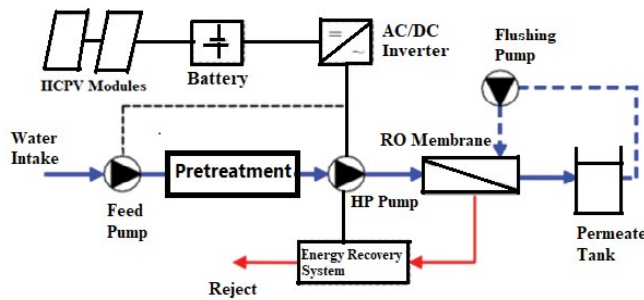 AC/DC
Inverter
Flushing
Pump
Battery
IICPV Modules
Water
Intake
RO Membrane
Pretreatment
HP Pump
Feed
Pump
Permeate
Tank
Energy Recovery
System
Reject